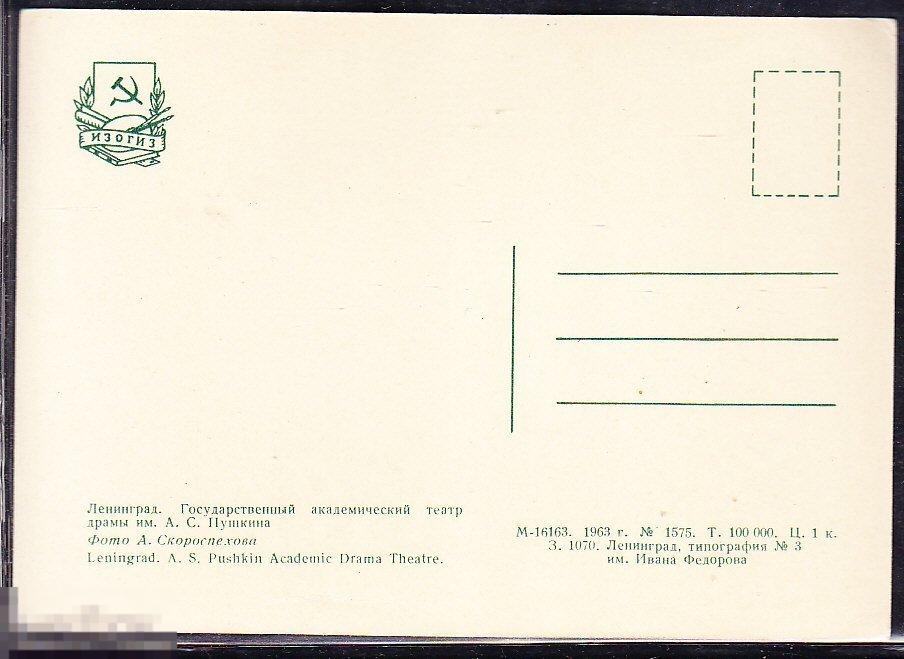 ИЗОГИЗ
Ленинград. Государственный академический театр
драмы им. А. С. Пушкина
Фото А. Скороспехова
Leningrad. A. S. Pushkin Academic Drama Theatre.
М-16163. 1963 г. № 1575. Т. 100 000. Ц. 1 к.
З. 1070. Ленинград, типография № 3
им. Ивана Федорова